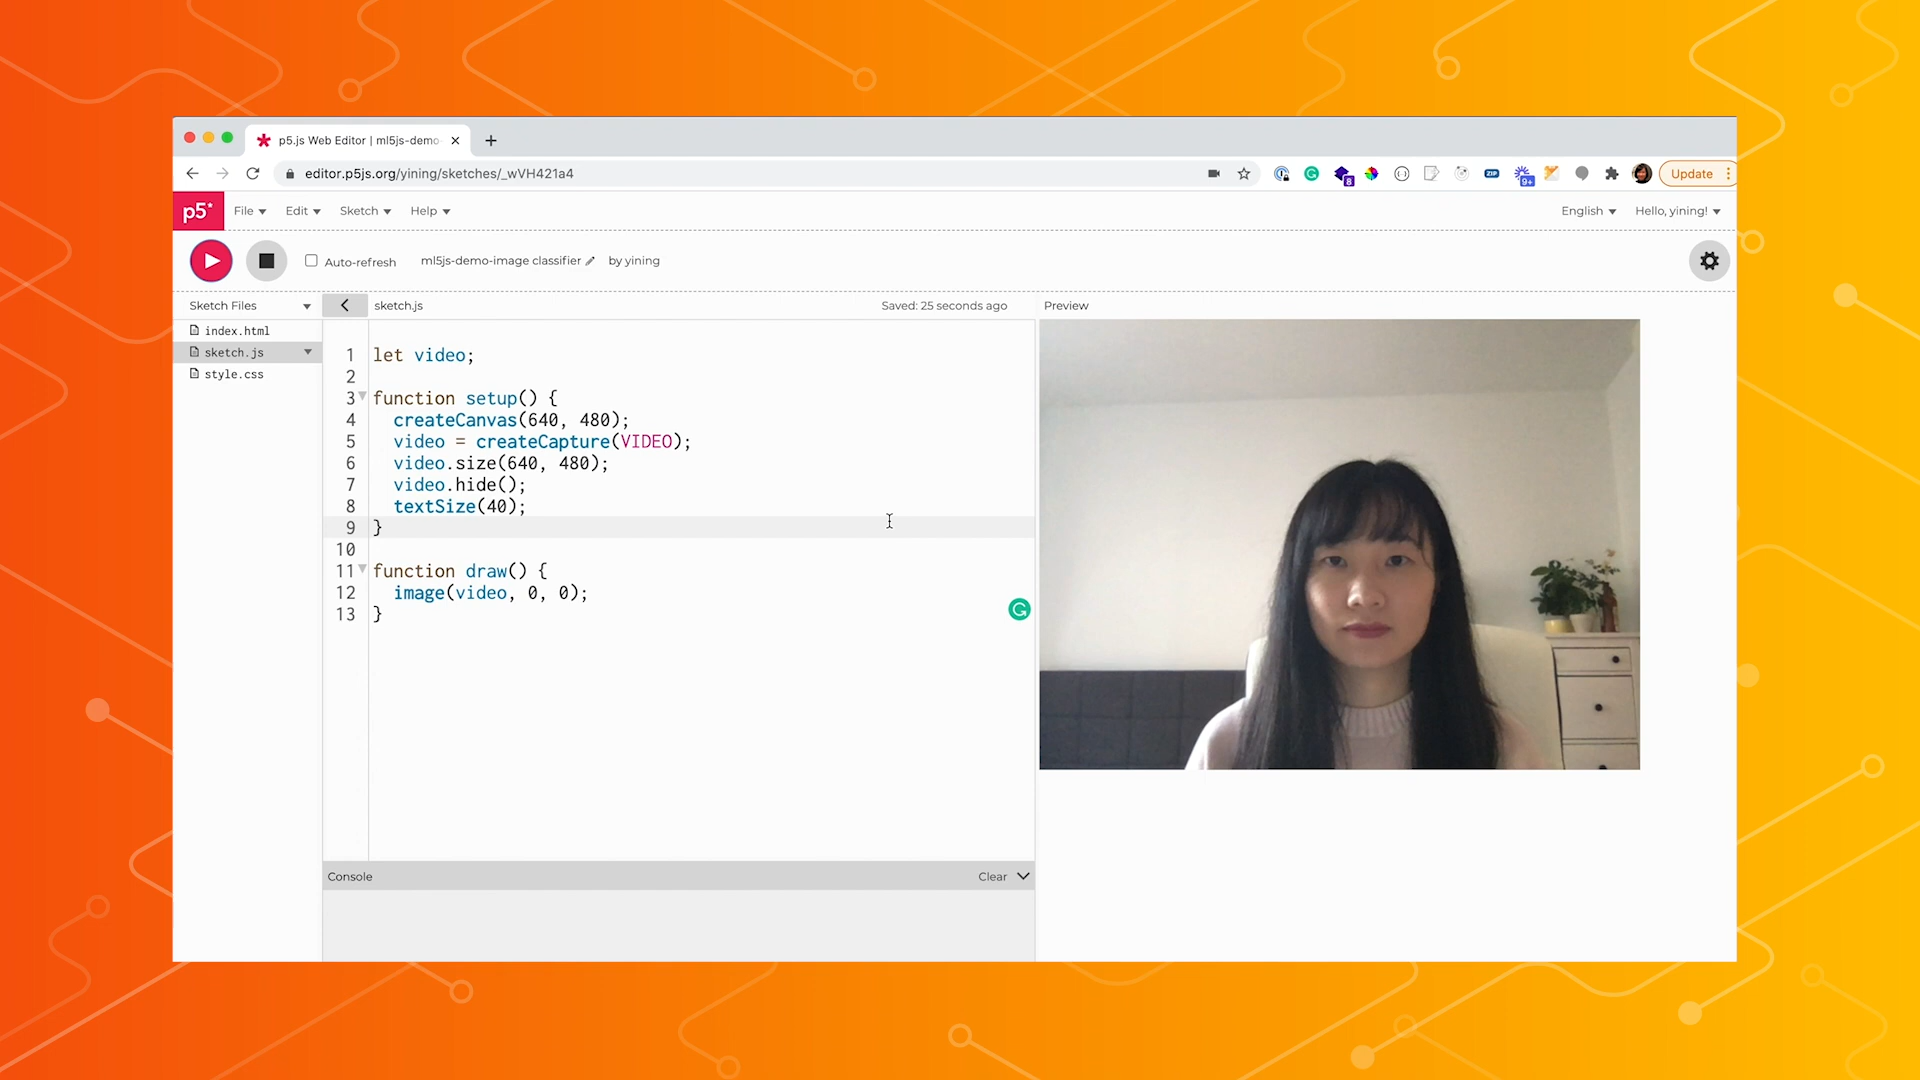 p5.js Web Editor | ml5js-demo
editor.p5js.org/yining/sketches/_wVH421a4
ZIP
8
9+
Update
p5*
File
Edit
Sketch
Help
English
Hello, yining!
Auto-refresh
ml5js-demo-image classifier
by yining
Sketch Files
sketch.js
Saved: 25 seconds ago
Preview
index.html
sketch.js
style.css
1 let video;
2
3 function setup() {
4 createCanvas(640, 480);
5 video = createCapture(VIDEO);
6 video.size(640, 480);
7 video.hide();
8 textSize(40);
9 }
10
11 function draw() {
12 image(video, 0, 0);
13 }
Console
Clear